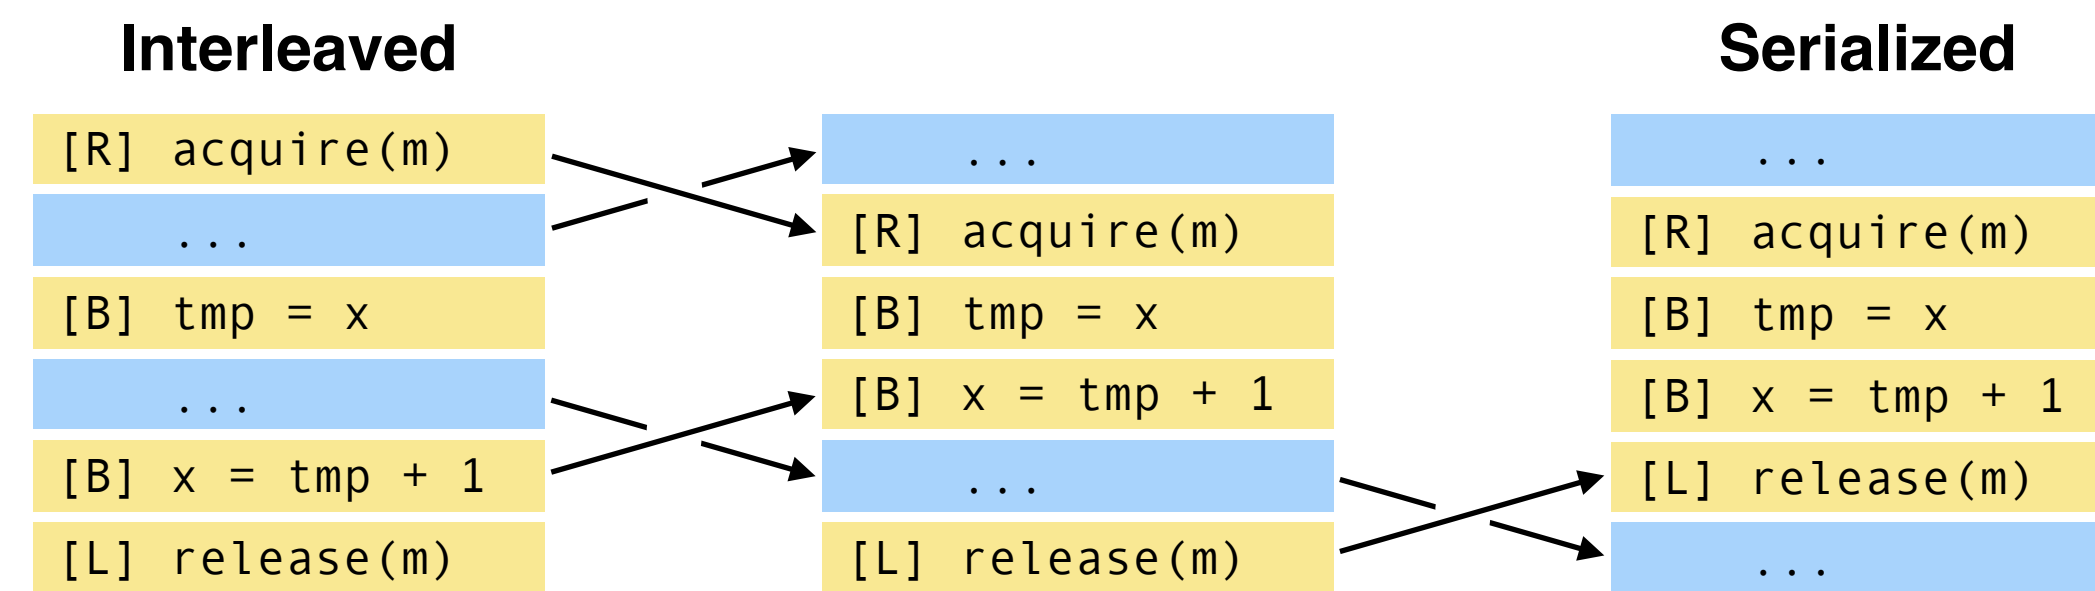 Interleaved
[R] acquire(m)
...
[B] tmp = x
...
[B] x = tmp + 1
[L] release(m)
...
[R] acquire(m)
[B] tmp = x
[B] x = tmp + 1
...
[L] release(m)
Serialized
...
[R] acquire(m)
[B] tmp = x
[B] x = tmp + 1
[L] release(m)
...